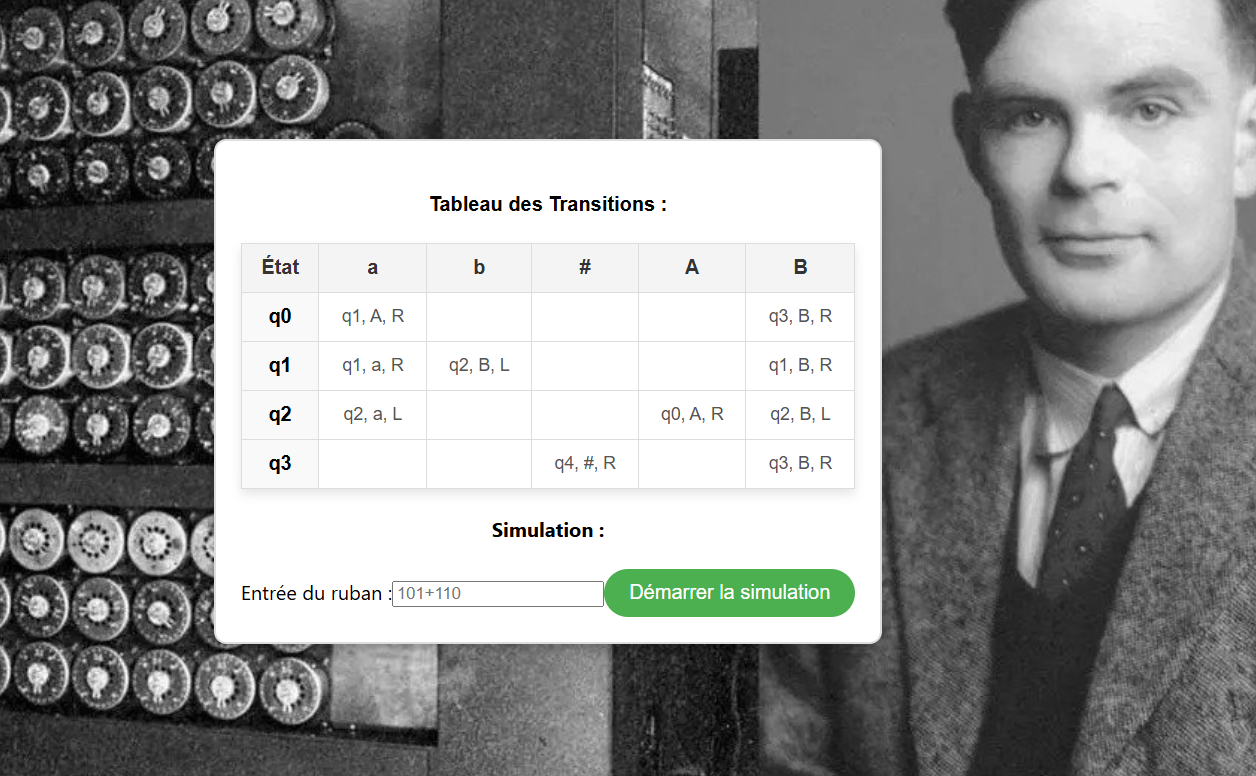 Tableau des Transitions :
État a b # A B
q0 q1, A, R q3, B, R
q1 q1, a, R q2, B, L q1, B, R
q2 q2, a, L q0, A, R q2, B, L
q3 q4, #, R q3, B, R
Simulation :
Entrée du ruban : 101+110 Démarrer la simulation